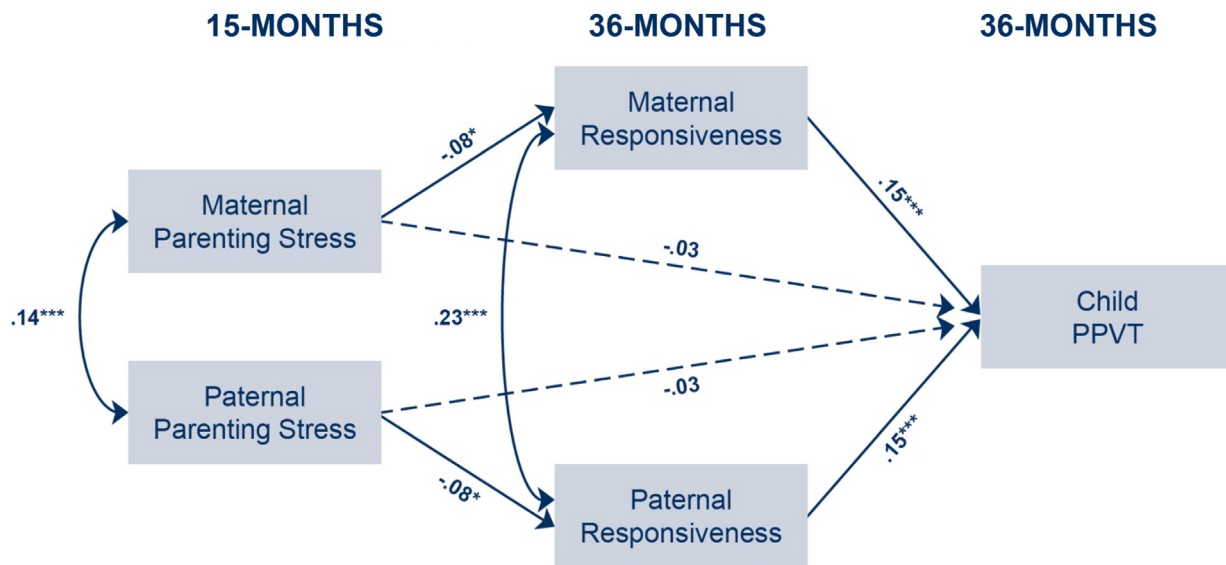 15-MONTHS
36-MONTHS
36-MONTHS
Maternal
Responsiveness
-.08*
.15***
Maternal
Parenting Stress
-.03
.14***
.23***
Child
PPVT
Paternal
Parenting Stress
-.03
-.08*
.15***
Paternal
Responsiveness